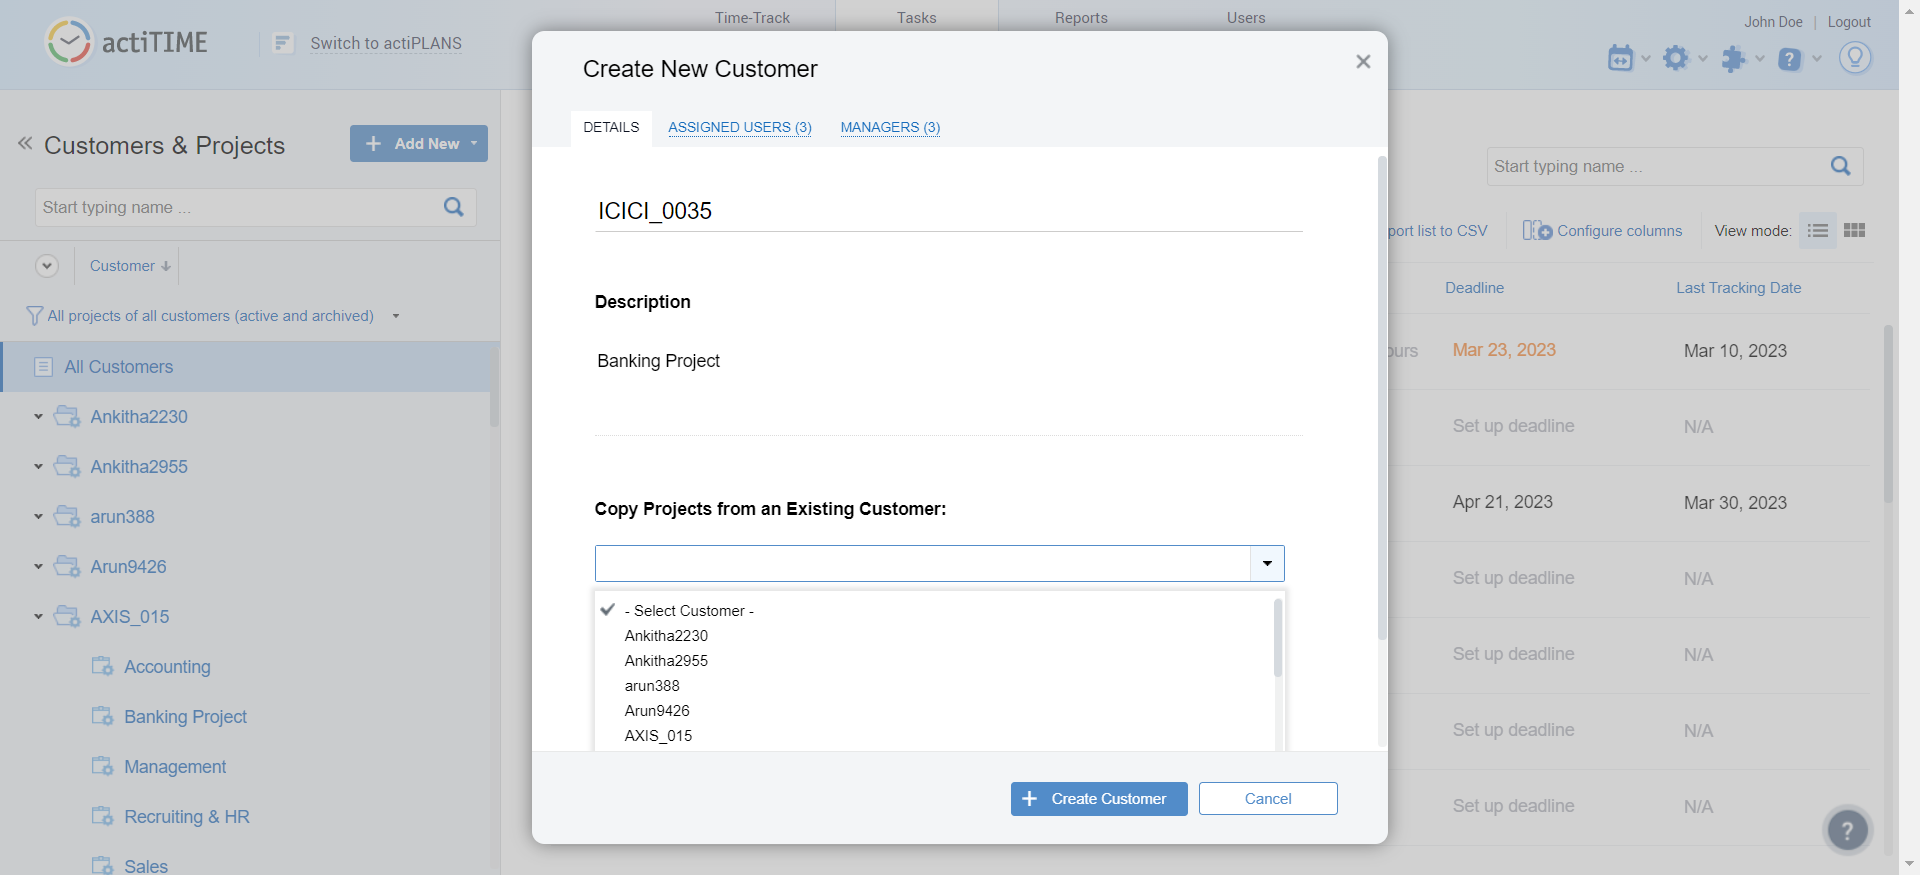 actiTIME
Switch to actiPLANS
Time-Track
Tasks
Reports
Users
John Doe | Logout
Customers & Projects
Add New
Start typing name ...
Customer
All projects of all customers (active and archived)
All Customers
Ankitha2230
Ankitha2955
arun388
Arun9426
AXIS_015
Accounting
Banking Project
Management
Recruiting & HR
Sales
Create New Customer
DETAILS
ASSIGNED USERS (3)
MANAGERS (3)
ICICI_0035
Description
Banking Project
Copy Projects from an Existing Customer:
- Select Customer -
Ankitha2230
Ankitha2955
arun388
Arun9426
AXIS_015
Create Customer
Cancel
Start typing name ...
port list to CSV
Configure columns
View mode:
Deadline
Last Tracking Date
ours
Mar 23, 2023
Mar 10, 2023
Set up deadline
N/A
Apr 21, 2023
Mar 30, 2023
Set up deadline
N/A
Set up deadline
N/A
Set up deadline
N/A
Set up deadline
N/A
?